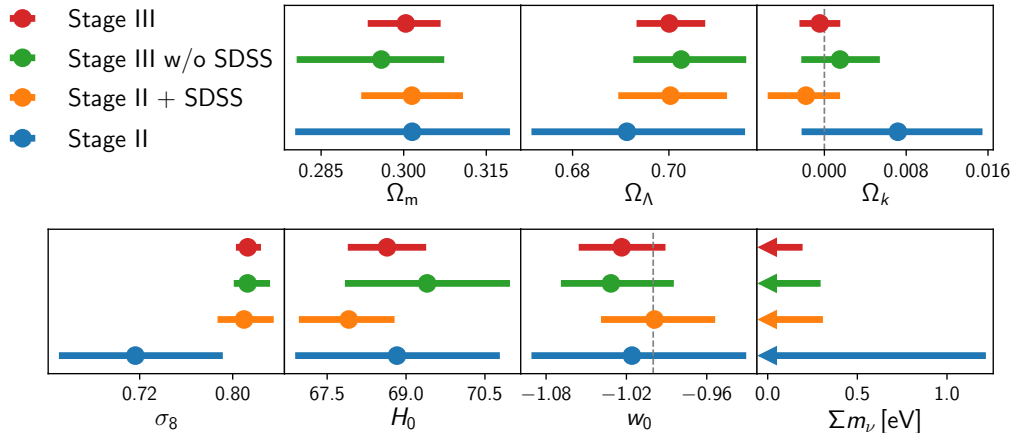 Stage III
Stage III w/o SDSS
Stage II + SDSS
Stage II
0.285 0.300 0.315
Ωm
0.68 0.70
ΩΛ
0.000 0.008 0.016
Ωk
0.72 0.80
σ8
67.5 69.0 70.5
H0
−1.08 −1.02 −0.96
w0
0.0 0.5 1.0
Σmν [eV]